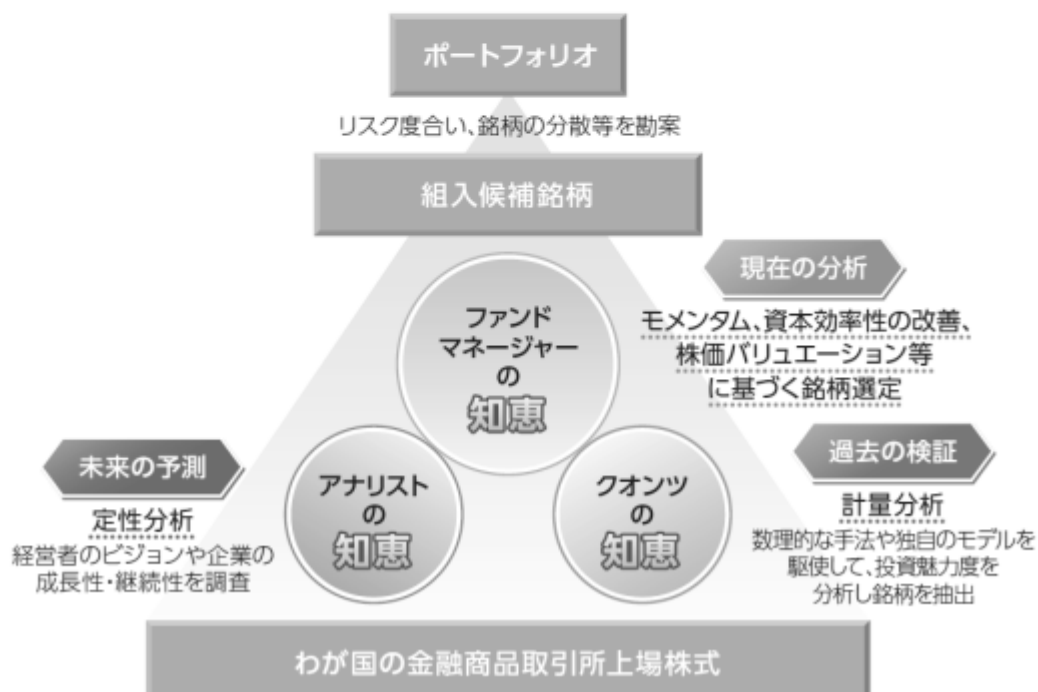 ポートフォリオ
リスク度合い、銘柄の分散等を勘案
組入候補銘柄
現在の分析
モメンタム、資本効率性の改善、
株価バリュエーション等
に基づく銘柄選定
ファンド
マネージャー
の
知恵
未来の予測
定性分析
経営者のビジョンや企業の
成長性・継続性を調査
アナリスト
の
知恵
クオンツ
の
知恵
過去の検証
計量分析
数理的な手法や独自のモデルを
駆使して、投資魅力度を
分析し銘柄を抽出
わが国の金融商品取引所上場株式